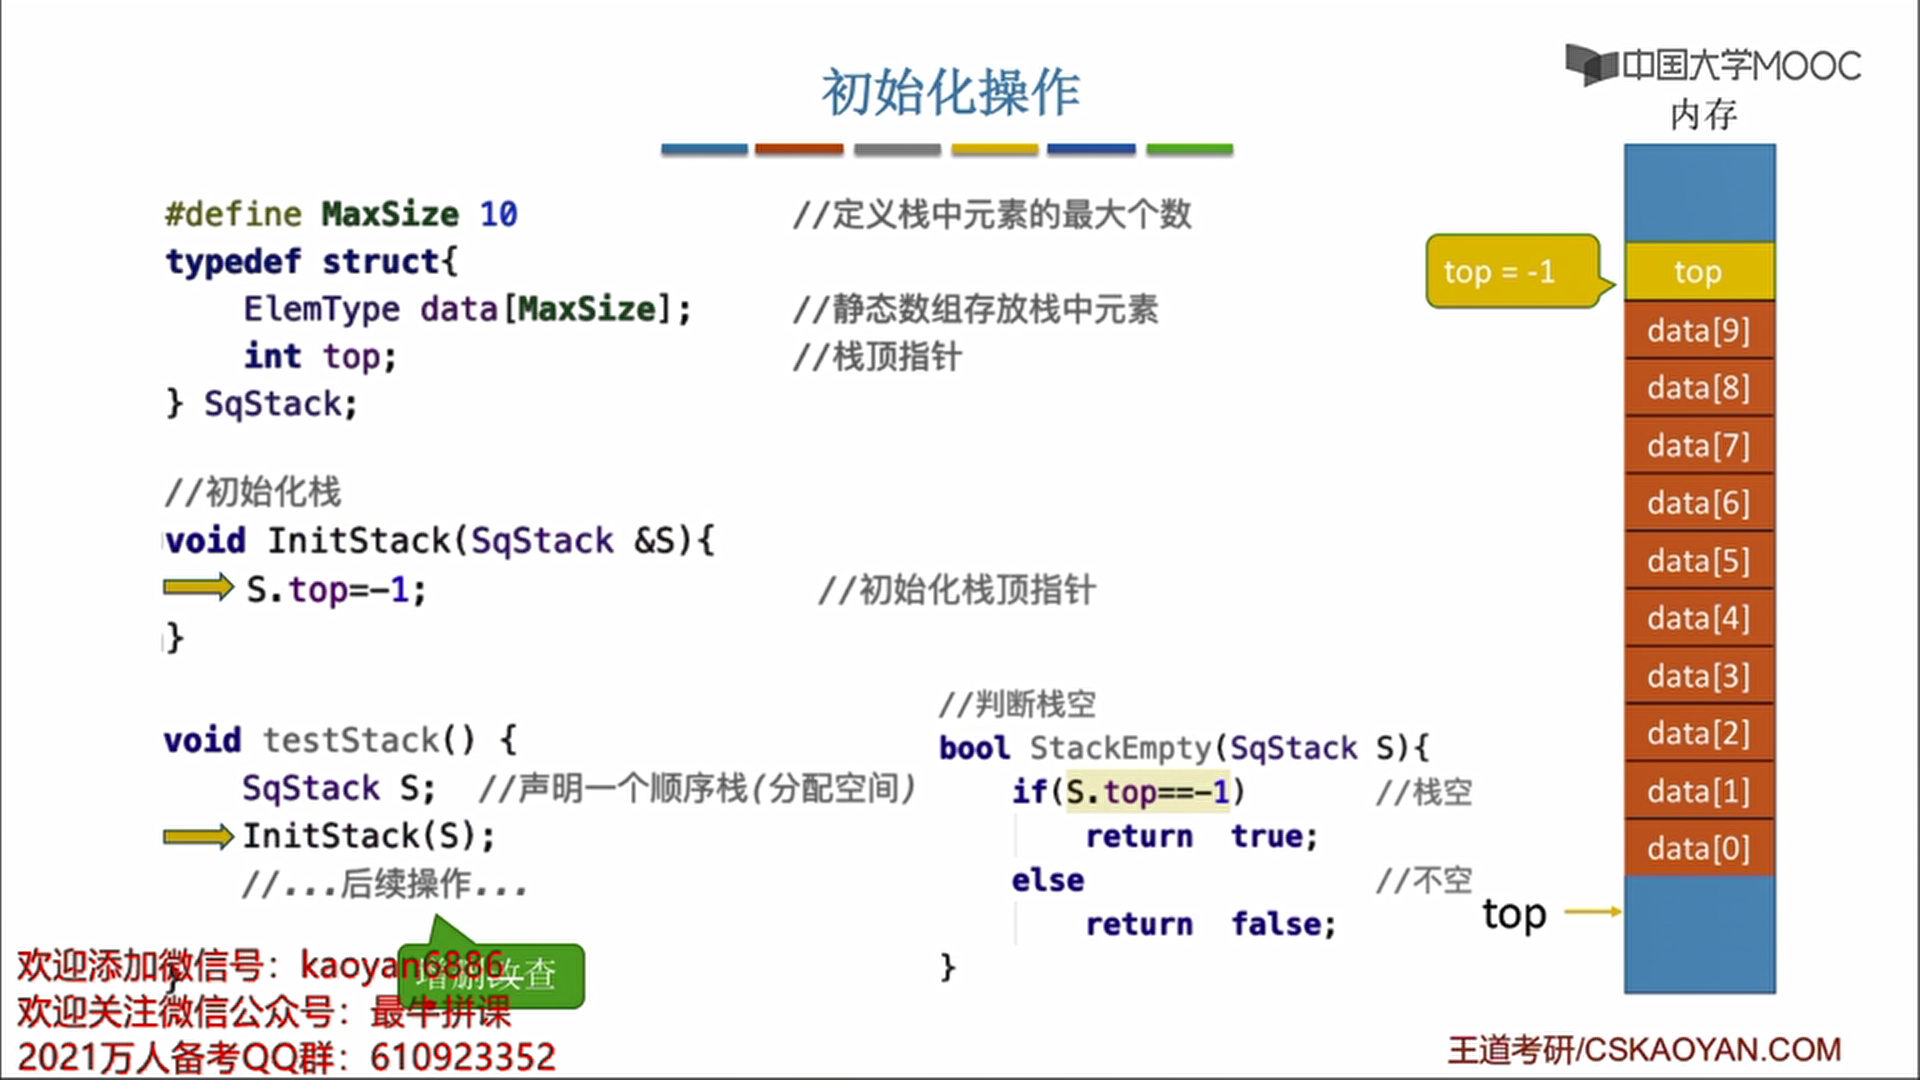 中国大学MOOC
初始化操作
内存
#define MaxSize 10 //定义栈中元素的最大个数
typedef struct{
ElemType data[MaxSize]; //静态数组存放栈中元素
int top; //栈顶指针
} SqStack;
//初始化栈
void InitStack(SqStack &S){
S.top=-1; //初始化栈顶指针
}
void testStack() {
SqStack S; //声明一个顺序栈(分配空间)
InitStack(S);
//...后续操作...
}
增删改查
//判断栈空
bool StackEmpty(SqStack S){
if(S.top==-1) //栈空
return true;
else //不空
return false;
}
top = -1
top
data[9]
data[8]
data[7]
data[6]
data[5]
data[4]
data[3]
data[2]
data[1]
data[0]
top
欢迎添加微信号：kaoyan6886
欢迎关注微信公众号：最牛拼课
2021万人备考QQ群：610923352
王道考研/CSKAOYAN.COM